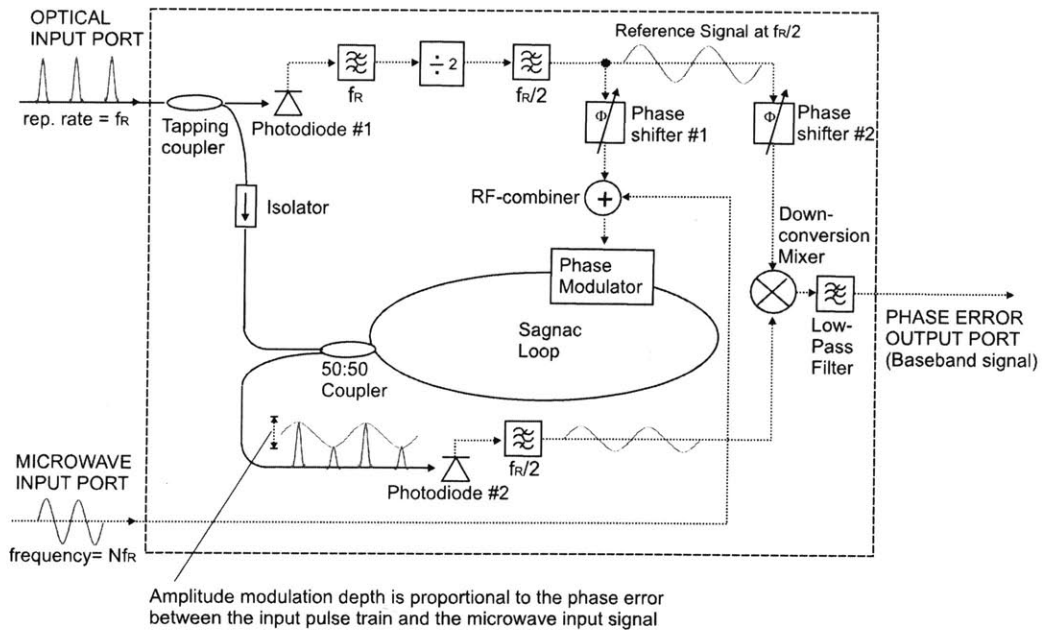 OPTICAL
INPUT PORT
rep. rate = fR
Tapping
coupler
Photodiode #1
fR
÷ 2
fR/2
Reference Signal at fR/2
Φ
Phase
shifter #1
Φ
Phase
shifter #2
Isolator
RF-combiner
+
Down-
conversion
Mixer
Phase
Modulator
Sagnac
Loop
Low-
Pass
Filter
PHASE ERROR
OUTPUT PORT
(Baseband signal)
50:50
Coupler
fR/2
Photodiode #2
MICROWAVE
INPUT PORT
frequency= NfR
Amplitude modulation depth is proportional to the phase error
between the input pulse train and the microwave input signal